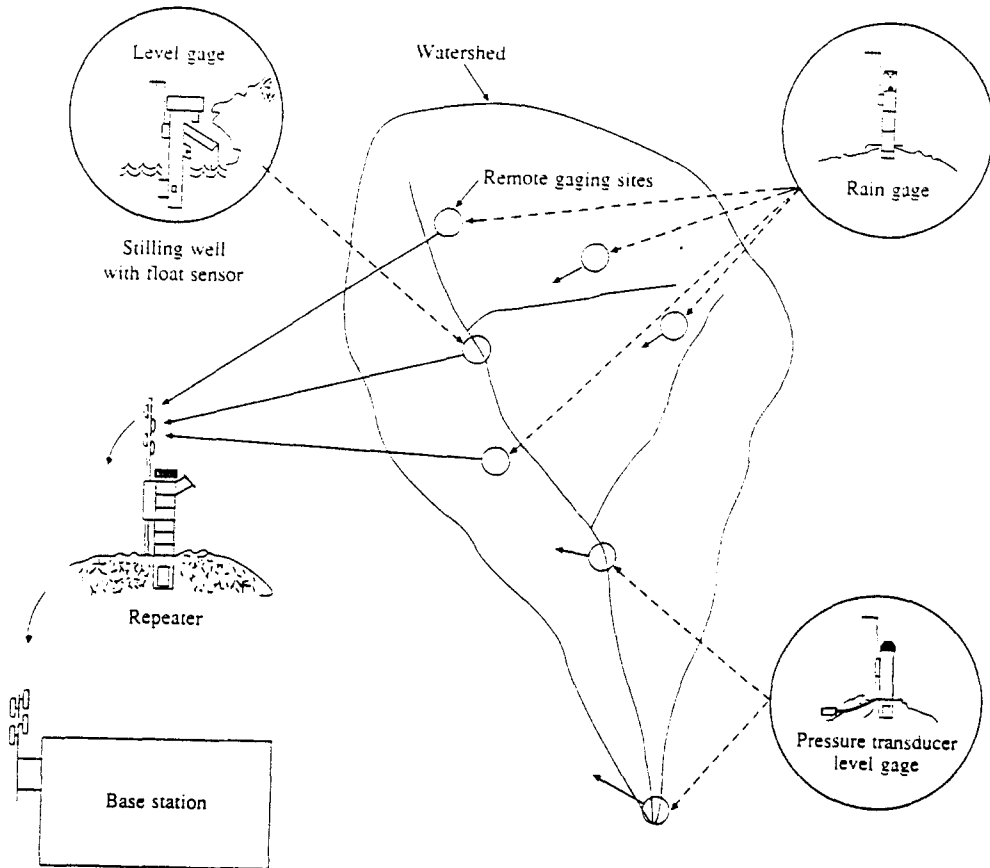 Level gage
Watershed
Remote gaging sites
Rain gage
Stilling well
with float sensor
Repeater
Pressure transducer
level gage
Base station